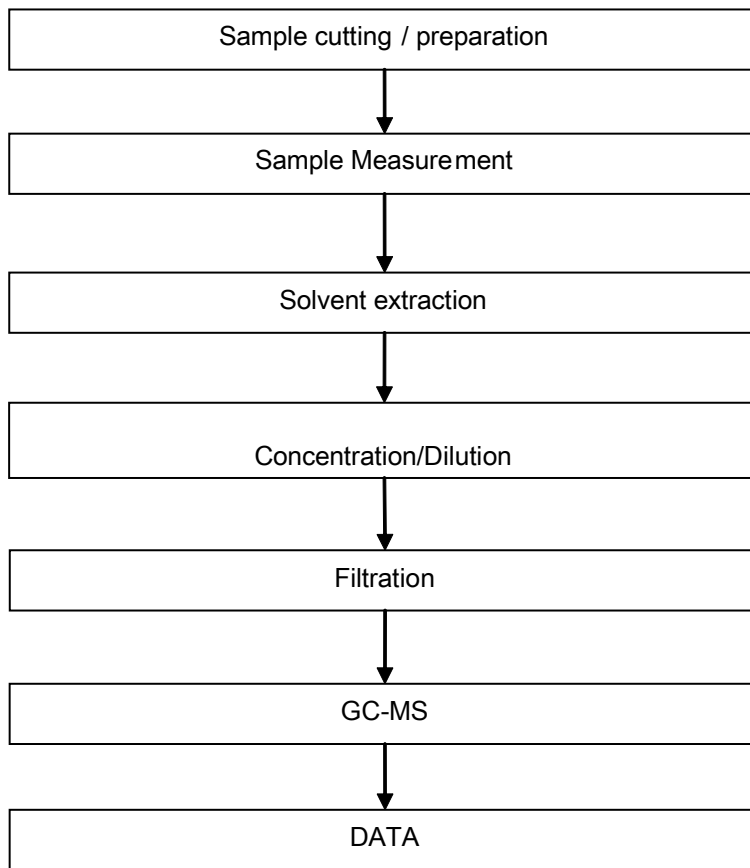 Sample cutting / preparation
Sample Measurement
Solvent extraction
Concentration/Dilution
Filtration
GC-MS
DATA